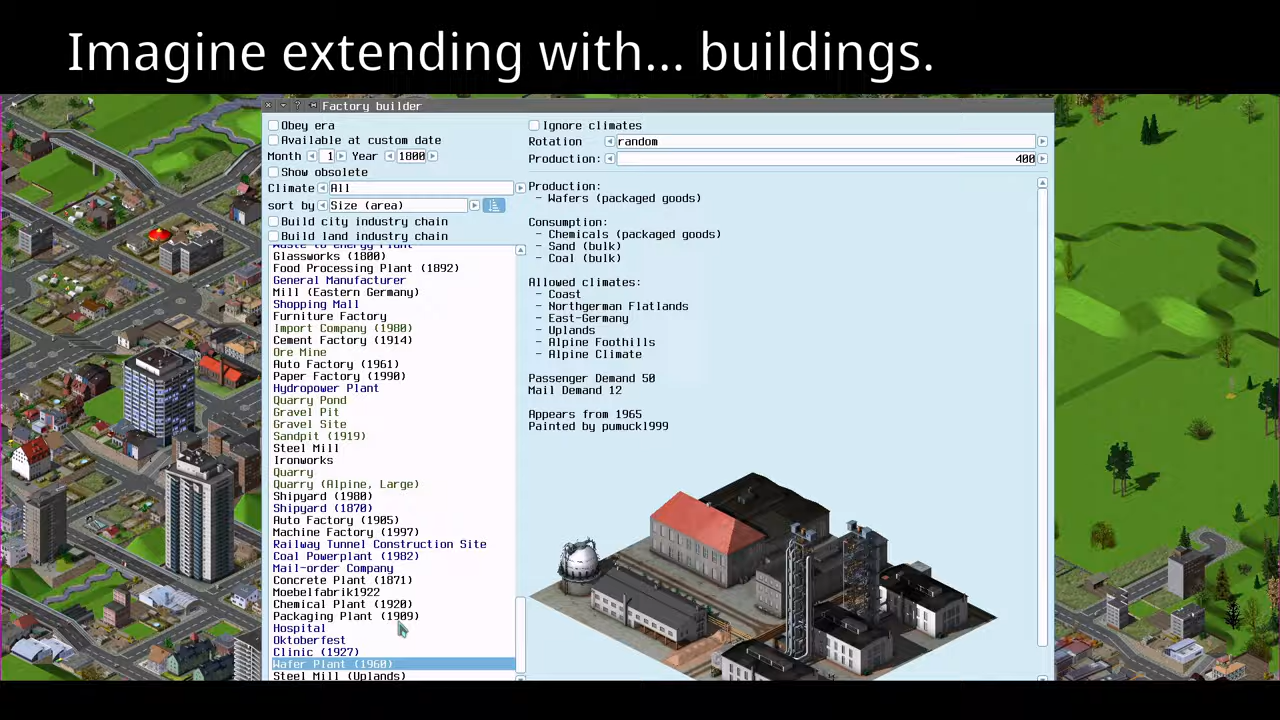 Imagine extending with... buildings.
Factory builder
Obey era
Available at custom date
Month 1 Year 1800
Show obsolete
Climate All
sort by Size (area)
Build city industry chain
Build land industry chain
Waste to energy Plant
Glassworks (1800)
Food Processing Plant (1892)
General Manufacturer
Mill (Eastern Germany)
Shopping Mall
Furniture Factory
Import Company (1980)
Cement Factory (1914)
Ore Mine
Auto Factory (1961)
Paper Factory (1990)
Hydropower Plant
Quarry Pond
Gravel Pit
Gravel Site
Sandpit (1919)
Steel Mill
Ironworks
Quarry
Quarry (Alpine, Large)
Shipyard (1980)
Shipyard (1870)
Auto Factory (1905)
Machine Factory (1997)
Railway Tunnel Construction Site
Coal Powerplant (1982)
Mail-order Company
Concrete Plant (1871)
Moebelfabrik1922
Chemical Plant (1920)
Packaging Plant (1909)
Hospital
Oktoberfest
Clinic (1927)
Wafer Plant (1960)
Steel Mill (Uplands)
Ignore climates
Rotation random
Production: 400
Production:
- Wafers (packaged goods)
Consumption:
- Chemicals (packaged goods)
- Sand (bulk)
- Coal (bulk)
Allowed climates:
- Coast
- Northgerman Flatlands
- East-Germany
- Uplands
- Alpine Foothills
- Alpine Climate
Passenger Demand 50
Mail Demand 12
Appears from 1965
Painted by pumuckl999